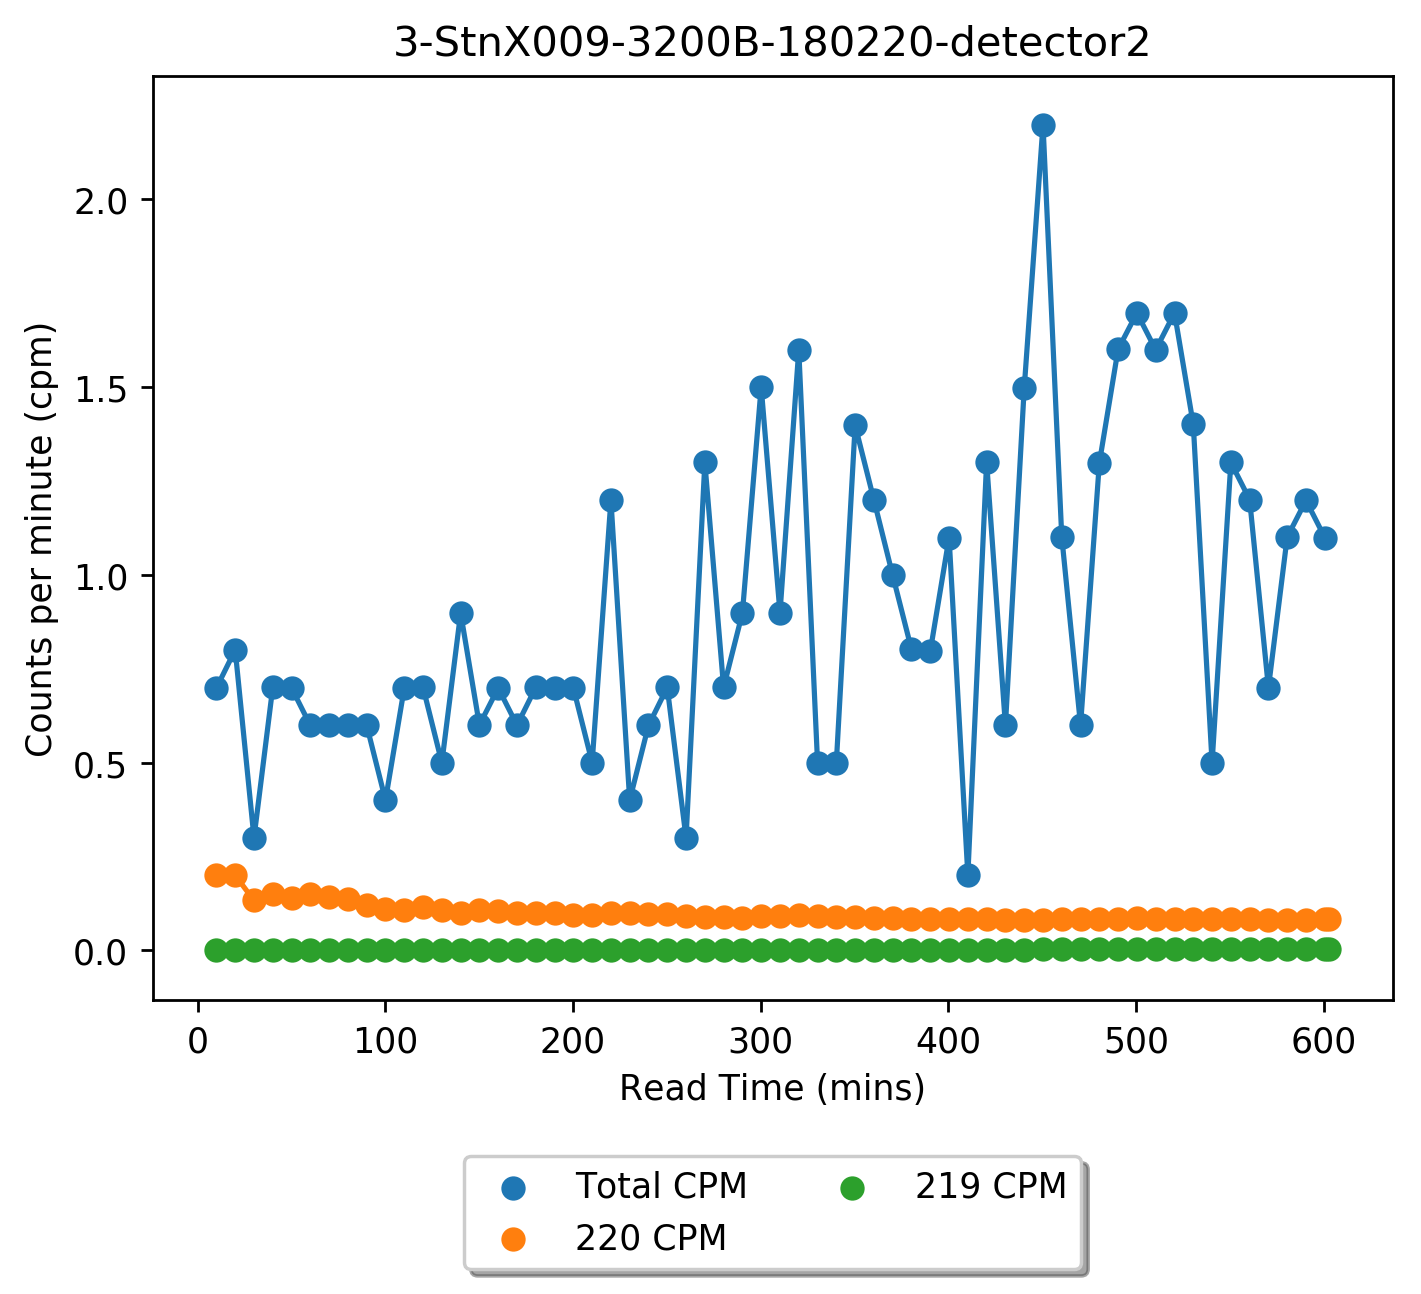 3-StnX009-3200B-180220-detector2
Counts per minute (cpm)
2.0
1.5
1.0
0.5
0.0
0 100 200 300 400 500 600
Read Time (mins)
Total CPM
220 CPM
219 CPM